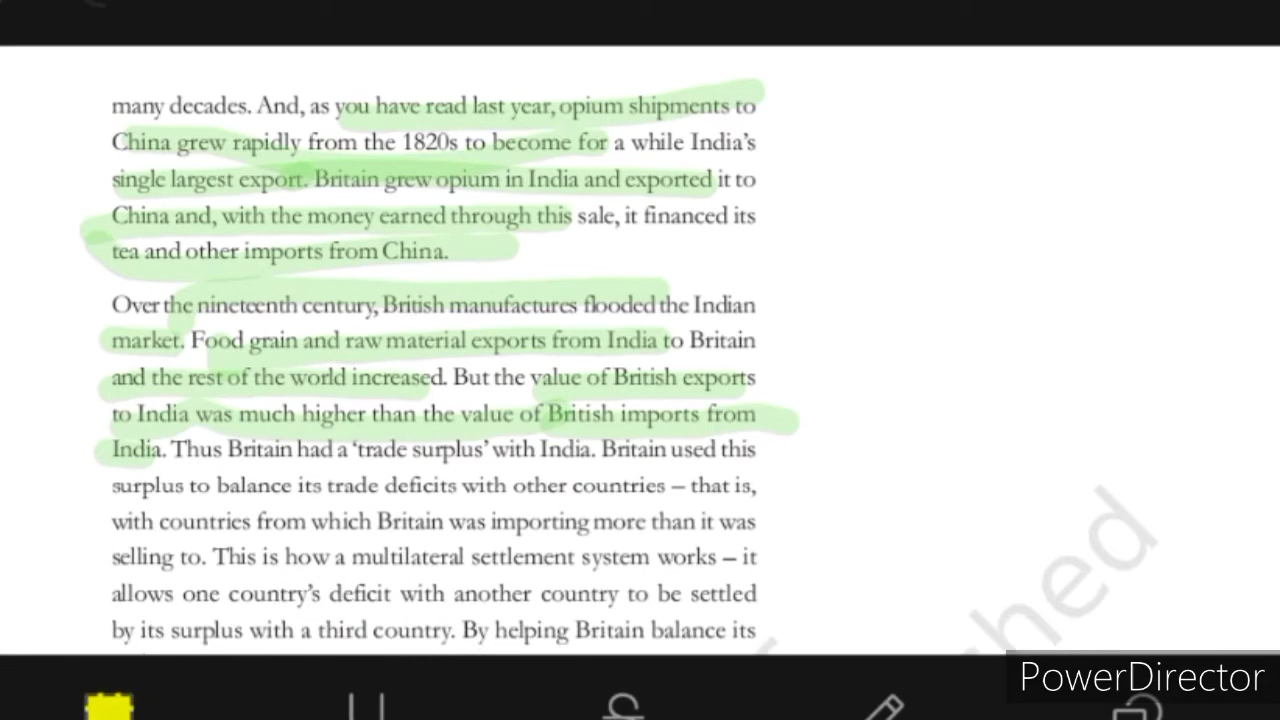 many decades. And, as you have read last year, opium shipments to
China grew rapidly from the 1820s to become for a while India's
single largest export. Britain grew opium in India and exported it to
China and, with the money earned through this sale, it financed its
tea and other imports from China.
Over the nineteenth century, British manufactures flooded the Indian
market. Food grain and raw material exports from India to Britain
and the rest of the world increased. But the value of British exports
to India was much higher than the value of British imports from
India. Thus Britain had a 'trade surplus' with India. Britain used this
surplus to balance its trade deficits with other countries – that is,
with countries from which Britain was importing more than it was
selling to. This is how a multilateral settlement system works – it
allows one country's deficit with another country to be settled
by its surplus with a third country. By helping Britain balance its
PowerDirector